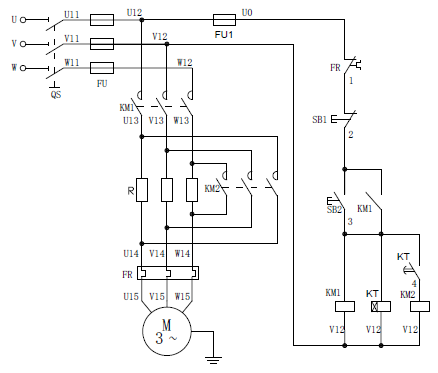 U U11 U12 U0
FU1
V V11 V12
W W11 W12
FR
QS FU
1
KM1
U13 V13 W13
SB1
2
R KM2
SB2 KM1
3
U14 V14 W14
KT
FR
4
U15 V15 W15
KM1 KT KM2
M
3 ~
V12 V12 V12